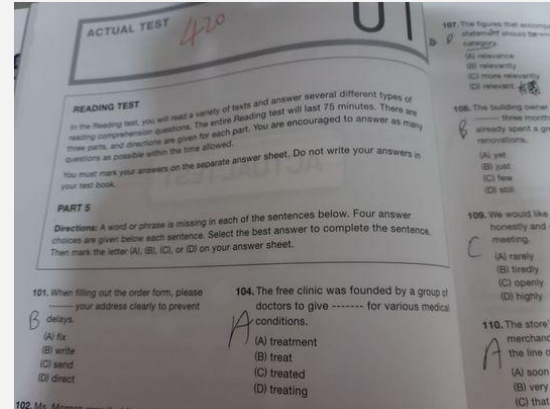 ACTUAL TEST
420
01
READING TEST
In the Reading test, you will read a variety of texts and answer several different types of
reading comprehension questions. The entire Reading test will last 75 minutes. There are
three parts, and directions are given for each part. You are encouraged to answer as many
questions as possible within the time allowed.
You must mark your answers on the separate answer sheet. Do not write your answers in
your test book.
PART 5
Directions: A word or phrase is missing in each of the sentences below. Four answer
choices are given below each sentence. Select the best answer to complete the sentence.
Then mark the letter (A), (B), (C), or (D) on your answer sheet.
101. When filling out the order form, please
------- your address clearly to prevent
B delays.
(A) fix
(B) write
(C) send
(D) direct
102. Ms.
104. The free clinic was founded by a group of
doctors to give ------- for various medical
A conditions.
(A) treatment
(B) treat
(C) treated
(D) treating
107. The figures that
statement should be
D category.
(A) relevance
(B) relevantly
(C) more relevantly
(D) relevant
108. The building owner
------- three month
B already spent a
renovations.
(A) yet
(B) just
(C) few
(D) still
109. We would like
honestly and
C meeting.
(A) rarely
(B) tiredly
(C) openly
(D) highly
110. The store'
merchand
A the line o
(A) soon
(B) very
(C) that